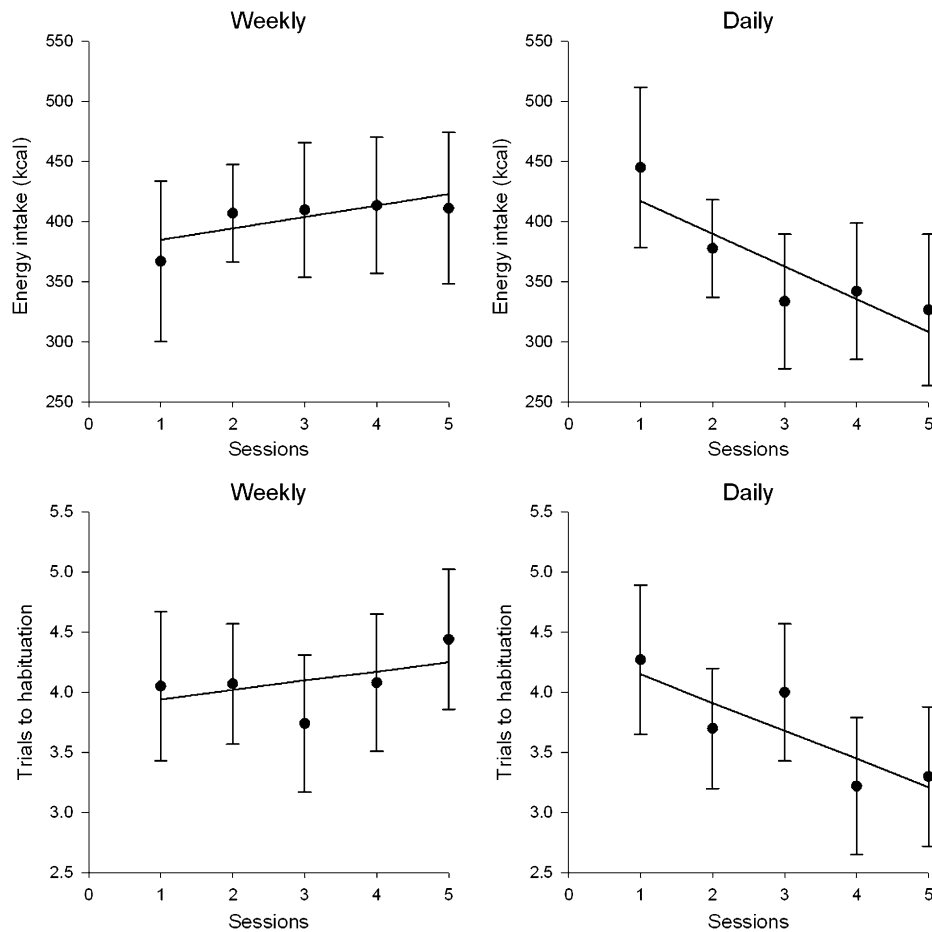 Weekly
Energy intake (kcal)
550
500
450
400
350
300
250
0 1 2 3 4 5
Sessions
Daily
Energy intake (kcal)
550
500
450
400
350
300
250
0 1 2 3 4 5
Sessions
Weekly
Trials to habituation
5.5
5.0
4.5
4.0
3.5
3.0
2.5
0 1 2 3 4 5
Sessions
Daily
Trials to habituation
5.5
5.0
4.5
4.0
3.5
3.0
2.5
0 1 2 3 4 5
Sessions